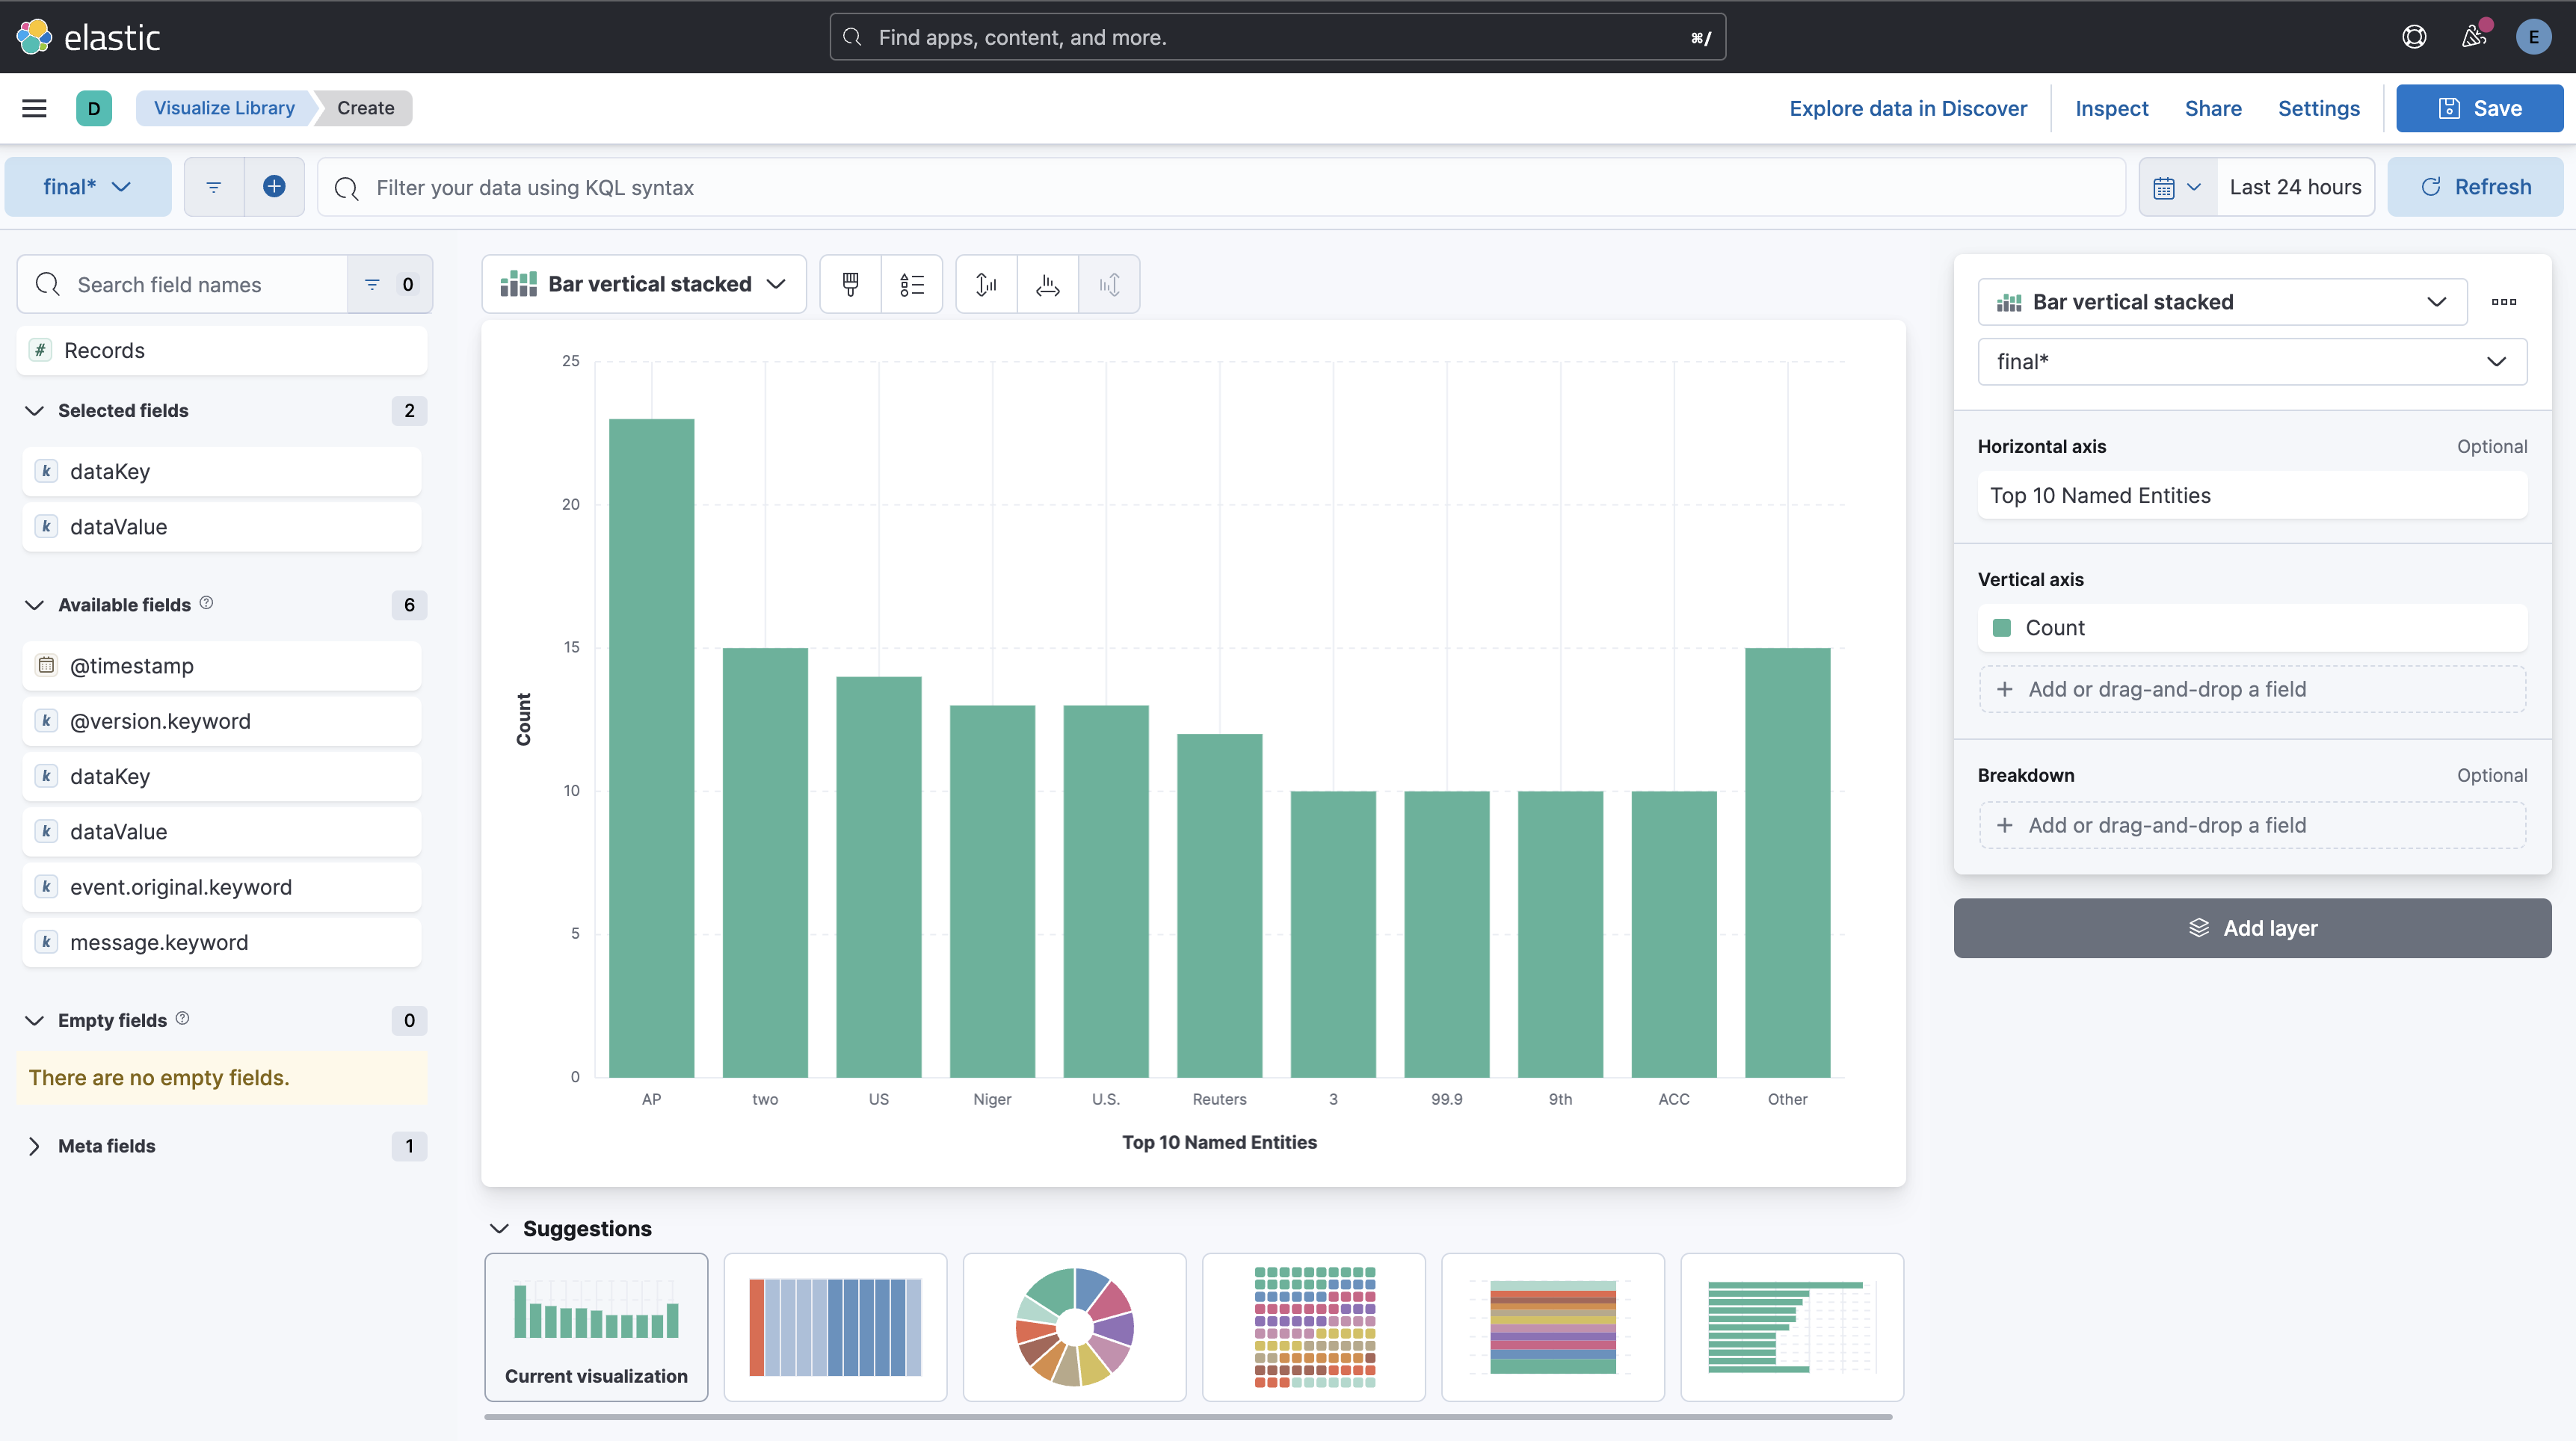 elastic
Find apps, content, and more.
⌘/
E
D
Visualize Library
Create
Explore data in Discover
Inspect
Share
Settings
Save
final*
Filter your data using KQL syntax
Last 24 hours
Refresh
Search field names
0
# Records
Selected fields
2
k dataKey
k dataValue
Available fields
6
@timestamp
k @version.keyword
k dataKey
k dataValue
k event.original.keyword
k message.keyword
Empty fields
0
There are no empty fields.
Meta fields
1
Bar vertical stacked
25
20
15
10
5
0
Count
AP
two
US
Niger
U.S.
Reuters
3
99.9
9th
ACC
Other
Top 10 Named Entities
Suggestions
Current visualization
Bar vertical stacked
final*
Horizontal axis
Optional
Top 10 Named Entities
Vertical axis
Count
Add or drag-and-drop a field
Breakdown
Optional
Add or drag-and-drop a field
Add layer